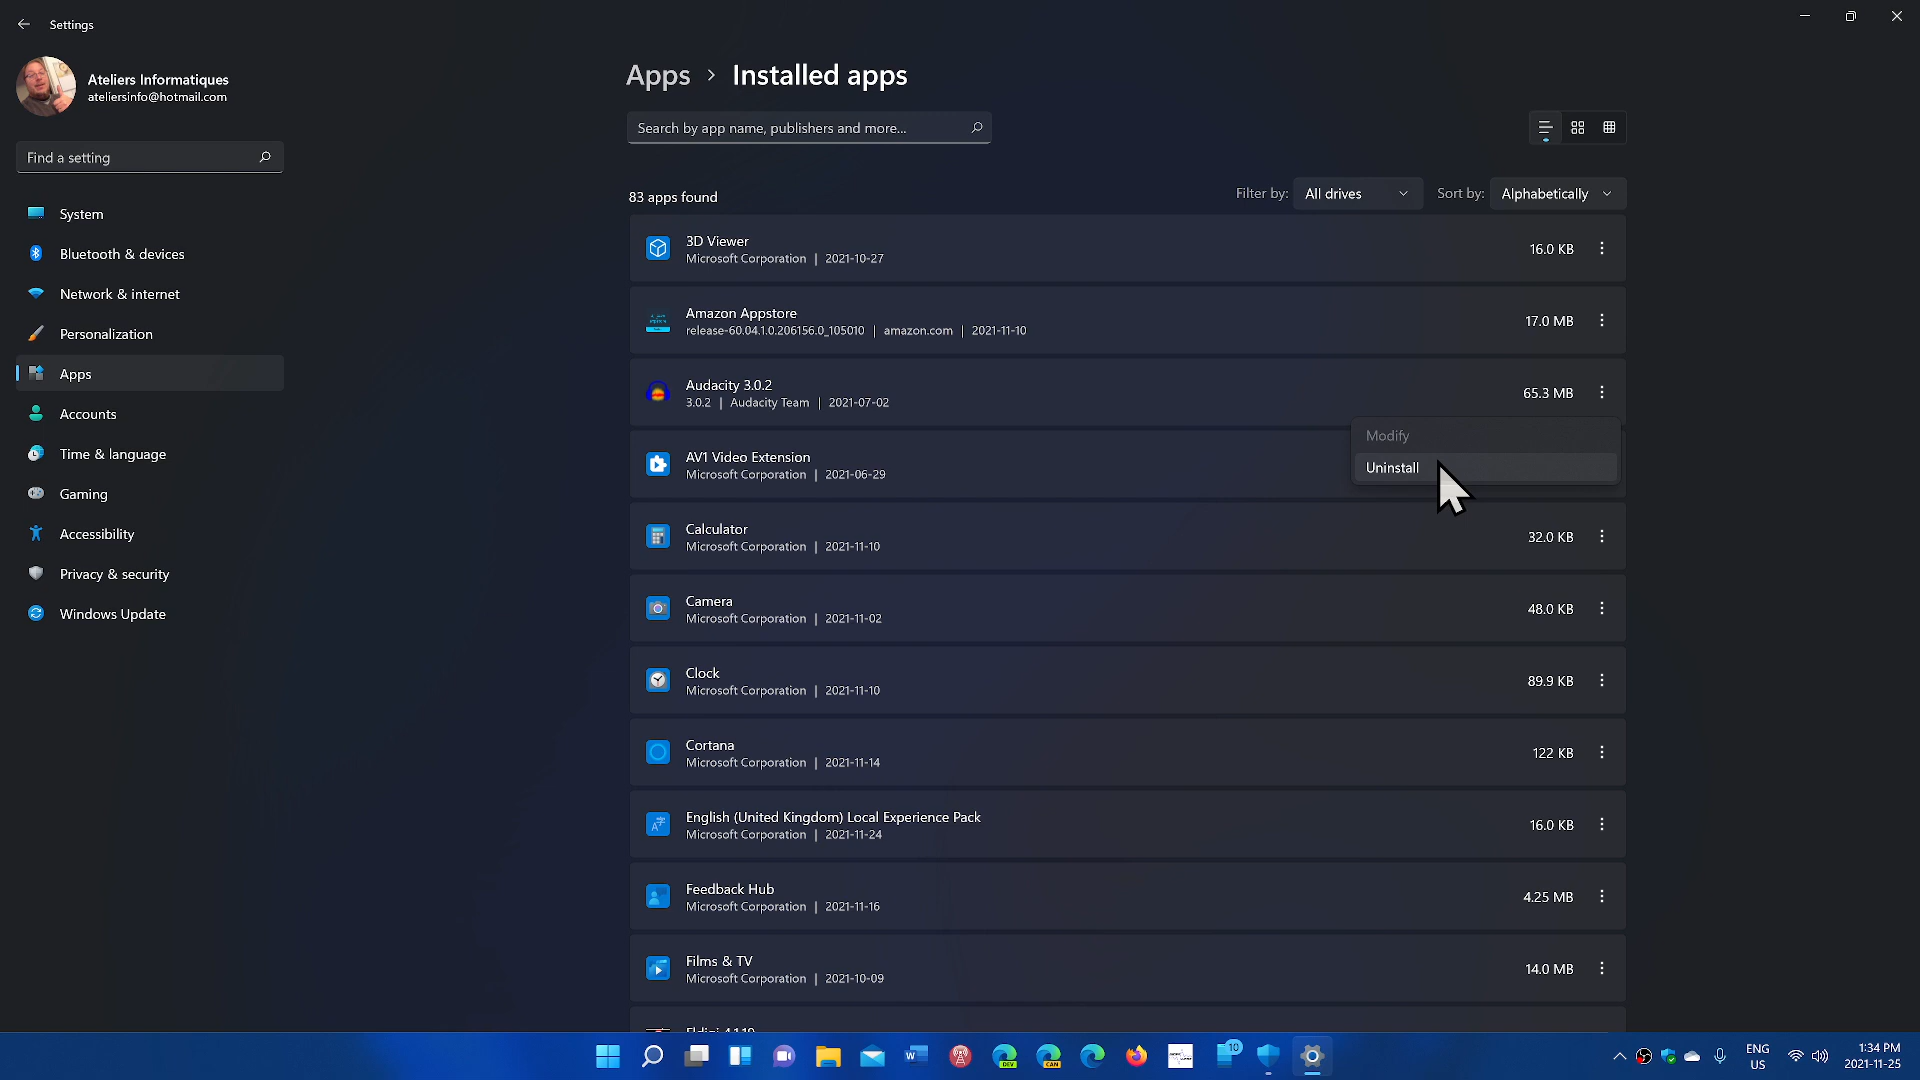 Settings
Ateliers Informatiques
ateliersinfo@hotmail.com
Find a setting
System
Bluetooth & devices
Network & internet
Personalization
Apps
Accounts
Time & language
Gaming
Accessibility
Privacy & security
Windows Update
Apps > Installed apps
Search by app name, publishers and more...
83 apps found
Filter by: All drives
Sort by: Alphabetically
3D Viewer
Microsoft Corporation | 2021-10-27
16.0 KB
Amazon Appstore
release-60.04.1.0.206156.0_105010 | amazon.com | 2021-11-10
17.0 MB
Audacity 3.0.2
3.0.2 | Audacity Team | 2021-07-02
65.3 MB
Modify
Uninstall
AV1 Video Extension
Microsoft Corporation | 2021-06-29
Calculator
Microsoft Corporation | 2021-11-10
32.0 KB
Camera
Microsoft Corporation | 2021-11-02
48.0 KB
Clock
Microsoft Corporation | 2021-11-10
89.9 KB
Cortana
Microsoft Corporation | 2021-11-14
122 KB
English (United Kingdom) Local Experience Pack
Microsoft Corporation | 2021-11-24
16.0 KB
Feedback Hub
Microsoft Corporation | 2021-11-16
4.25 MB
Films & TV
Microsoft Corporation | 2021-10-09
14.0 MB
DEV
CAN
10
ENG
US
1:34 PM
2021-11-25